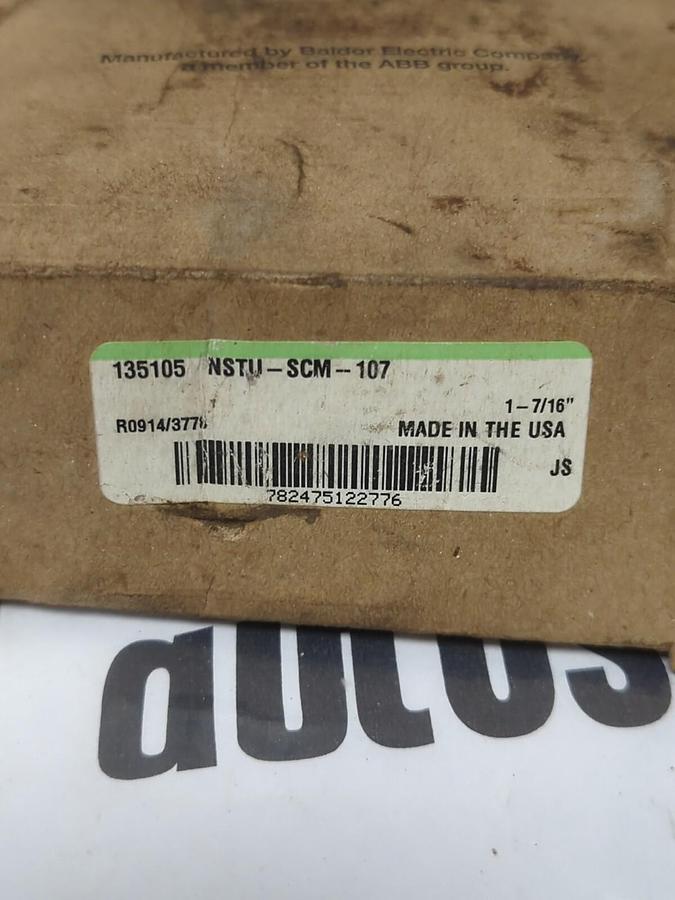 Manufactured by Baldor Electric Company,
a member of the ABB group.
135105 NSTU-SCM-107
1-7/16"
R0914/3778
MADE IN THE USA
JS
782475122776